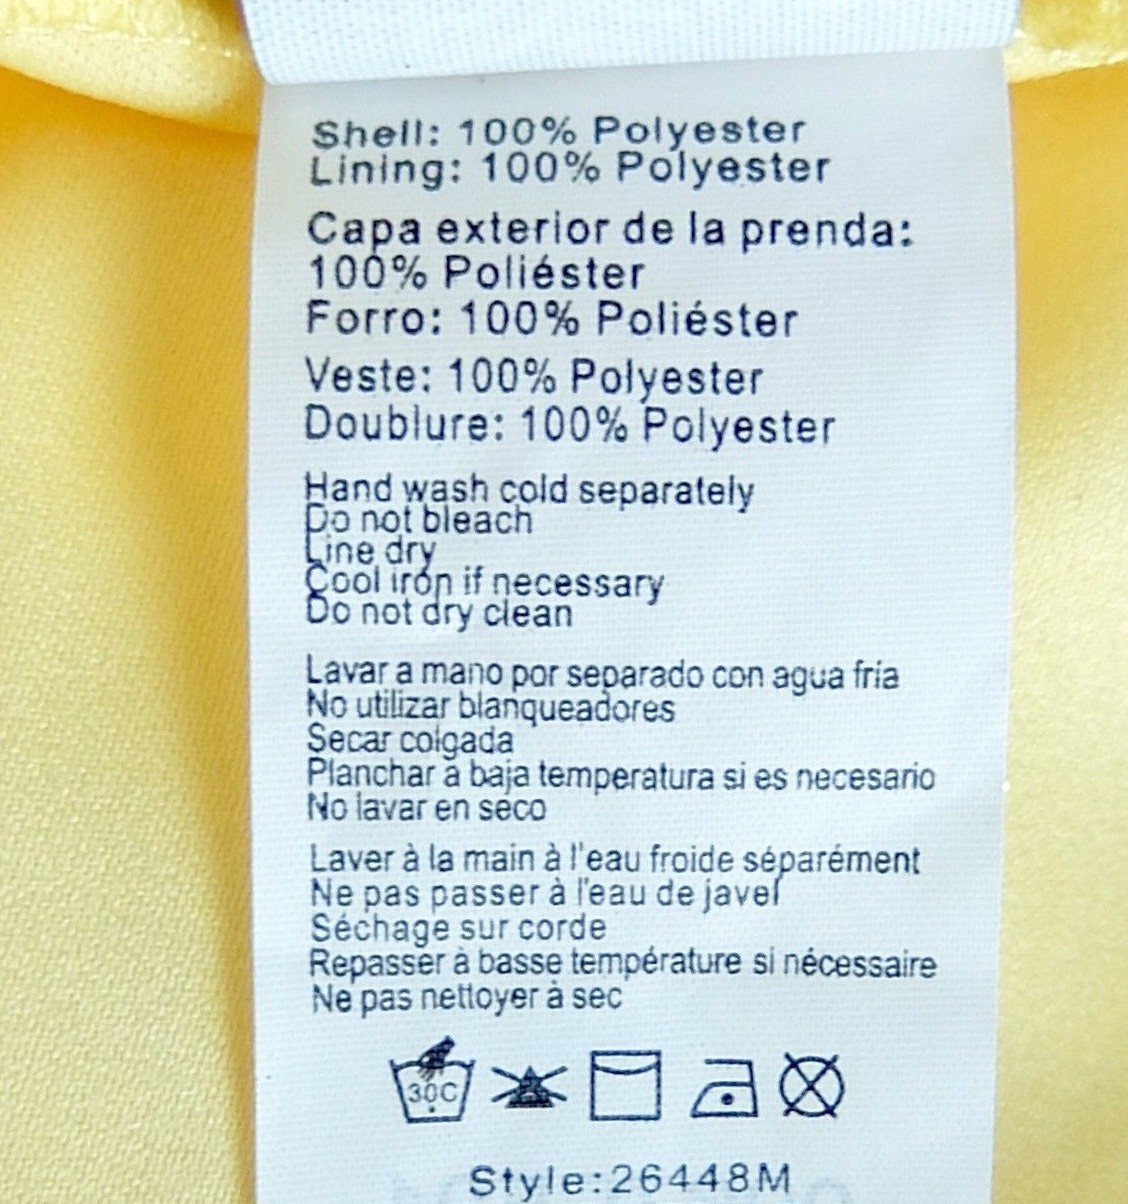 Shell: 100% Polyester
Lining: 100% Polyester
Capa exterior de la prenda:
100% Poliéster
Forro: 100% Poliéster
Veste: 100% Polyester
Doublure: 100% Polyester
Hand wash cold separately
Do not bleach
Line dry
Cool iron if necessary
Do not dry clean
Lavar a mano por separado con agua fría
No utilizar blanqueadores
Secar colgada
Planchar a baja temperatura si es necesario
No lavar en seco
Laver à la main à l'eau froide séparément
Ne pas passer à l'eau de javel
Séchage sur corde
Repasser à basse température si nécessaire
Ne pas nettoyer à sec
30C
Style:26448M